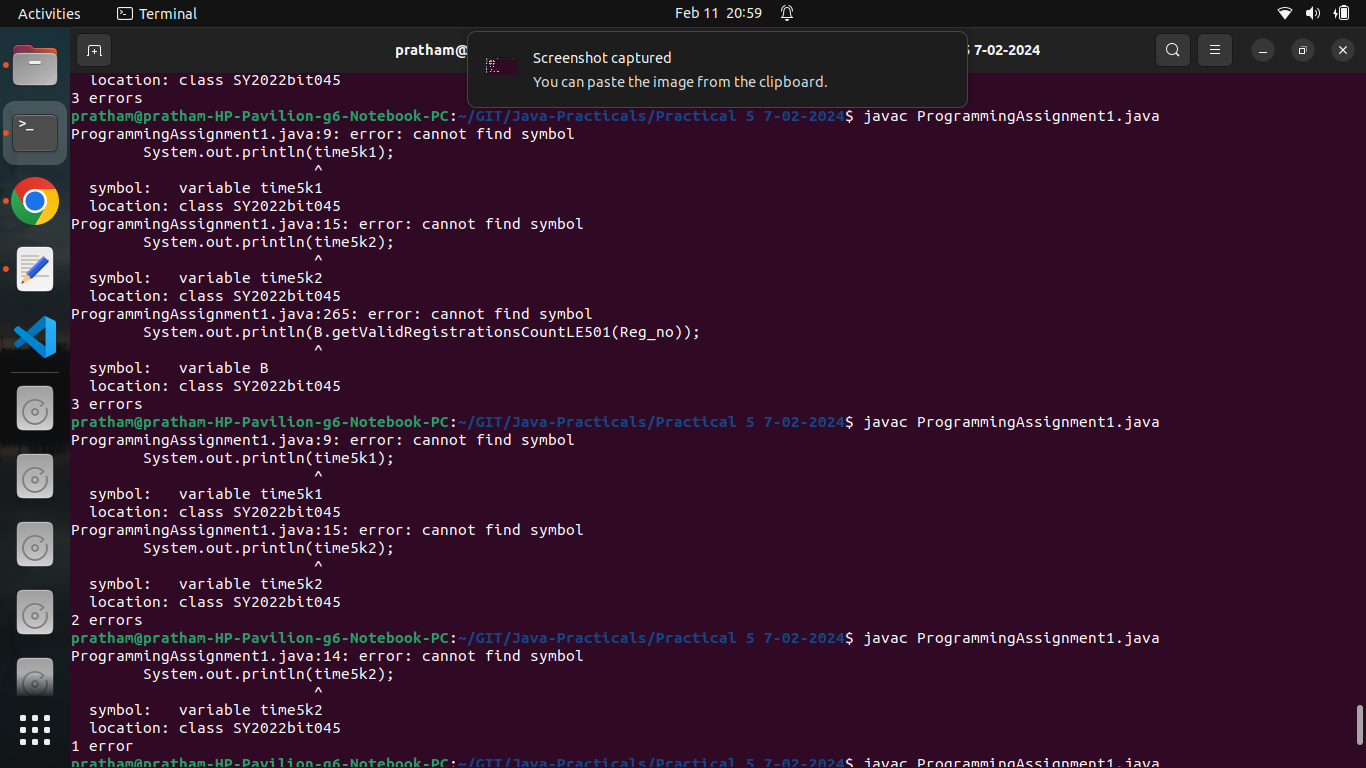 Activities
Terminal
Feb 11 20:59
pratham@
5 7-02-2024
Screenshot captured
You can paste the image from the clipboard.
  location: class SY2022bit045
3 errors
pratham@pratham-HP-Pavilion-g6-Notebook-PC:~/GIT/Java-Practicals/Practical 5 7-02-2024$ javac ProgrammingAssignment1.java
ProgrammingAssignment1.java:9: error: cannot find symbol
        System.out.println(time5k1);
                           ^
  symbol:   variable time5k1
  location: class SY2022bit045
ProgrammingAssignment1.java:15: error: cannot find symbol
        System.out.println(time5k2);
                           ^
  symbol:   variable time5k2
  location: class SY2022bit045
ProgrammingAssignment1.java:265: error: cannot find symbol
        System.out.println(B.getValidRegistrationsCountLE501(Reg_no));
                           ^
  symbol:   variable B
  location: class SY2022bit045
3 errors
pratham@pratham-HP-Pavilion-g6-Notebook-PC:~/GIT/Java-Practicals/Practical 5 7-02-2024$ javac ProgrammingAssignment1.java
ProgrammingAssignment1.java:9: error: cannot find symbol
        System.out.println(time5k1);
                           ^
  symbol:   variable time5k1
  location: class SY2022bit045
ProgrammingAssignment1.java:15: error: cannot find symbol
        System.out.println(time5k2);
                           ^
  symbol:   variable time5k2
  location: class SY2022bit045
2 errors
pratham@pratham-HP-Pavilion-g6-Notebook-PC:~/GIT/Java-Practicals/Practical 5 7-02-2024$ javac ProgrammingAssignment1.java
ProgrammingAssignment1.java:14: error: cannot find symbol
        System.out.println(time5k2);
                           ^
  symbol:   variable time5k2
  location: class SY2022bit045
1 error
pratham@pratham-HP-Pavilion-g6-Notebook-PC:~/GIT/Java-Practicals/Practical 5 7-02-2024$ javac ProgrammingAssignment1.java